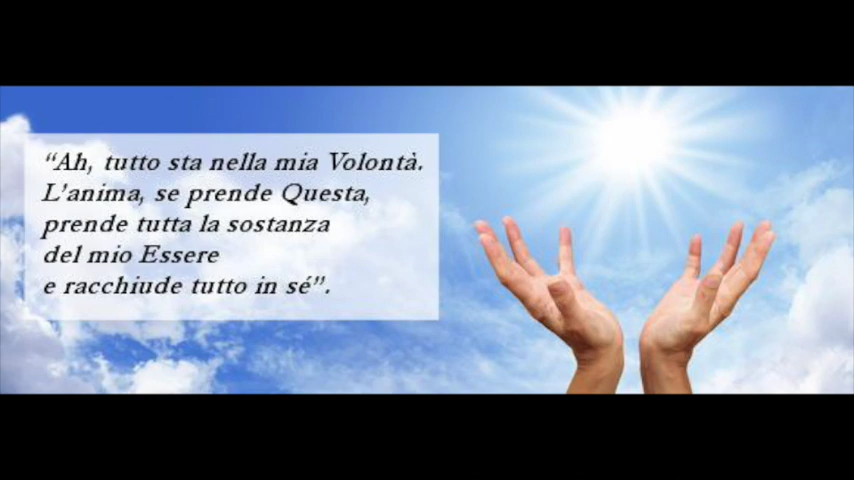 “Ah, tutto sta nella mia Volontà.
L’anima, se prende Questa,
prende tutta la sostanza
del mio Essere
e racchiude tutto in sé”.